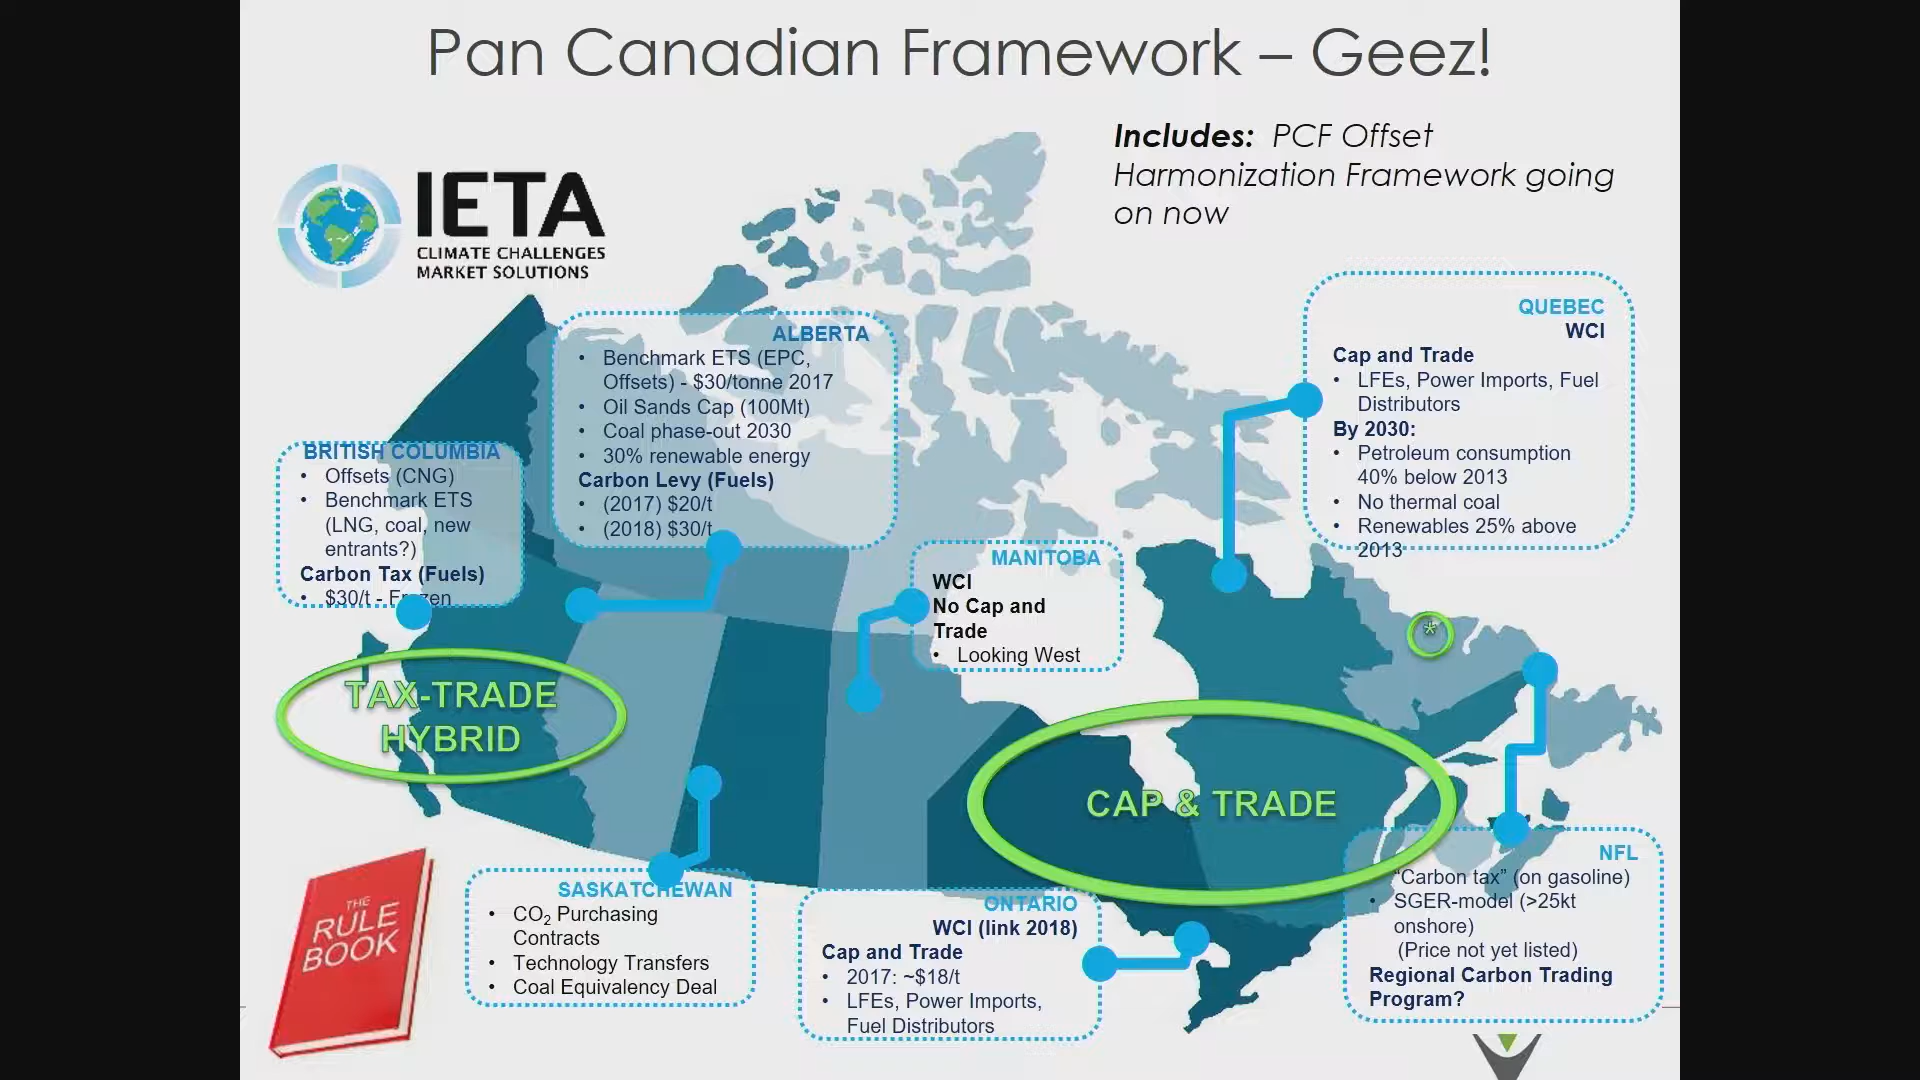 Pan Canadian Framework – Geez!
Includes: PCF Offset
Harmonization Framework going
on now
IETA
CLIMATE CHALLENGES
MARKET SOLUTIONS
ALBERTA
• Benchmark ETS (EPC,
Offsets) - $30/tonne 2017
• Oil Sands Cap (100Mt)
• Coal phase-out 2030
• 30% renewable energy
Carbon Levy (Fuels)
• (2017) $20/t
• (2018) $30/t
QUEBEC
WCI
Cap and Trade
• LFEs, Power Imports, Fuel
Distributors
By 2030:
• Petroleum consumption
40% below 2013
• No thermal coal
• Renewables 25% above
2013
BRITISH COLUMBIA
• Offsets (CNG)
• Benchmark ETS
(LNG, coal, new
entrants?)
Carbon Tax (Fuels)
• $30/t - Frozen
MANITOBA
WCI
No Cap and
Trade
• Looking West
*
TAX-TRADE
HYBRID
CAP & TRADE
THE
RULE
BOOK
SASKATCHEWAN
• CO₂ Purchasing
Contracts
• Technology Transfers
• Coal Equivalency Deal
ONTARIO
WCI (link 2018)
Cap and Trade
• 2017: ~$18/t
• LFEs, Power Imports,
Fuel Distributors
NFL
“Carbon tax” (on gasoline)
• SGER-model (>25kt
onshore)
(Price not yet listed)
Regional Carbon Trading
Program?